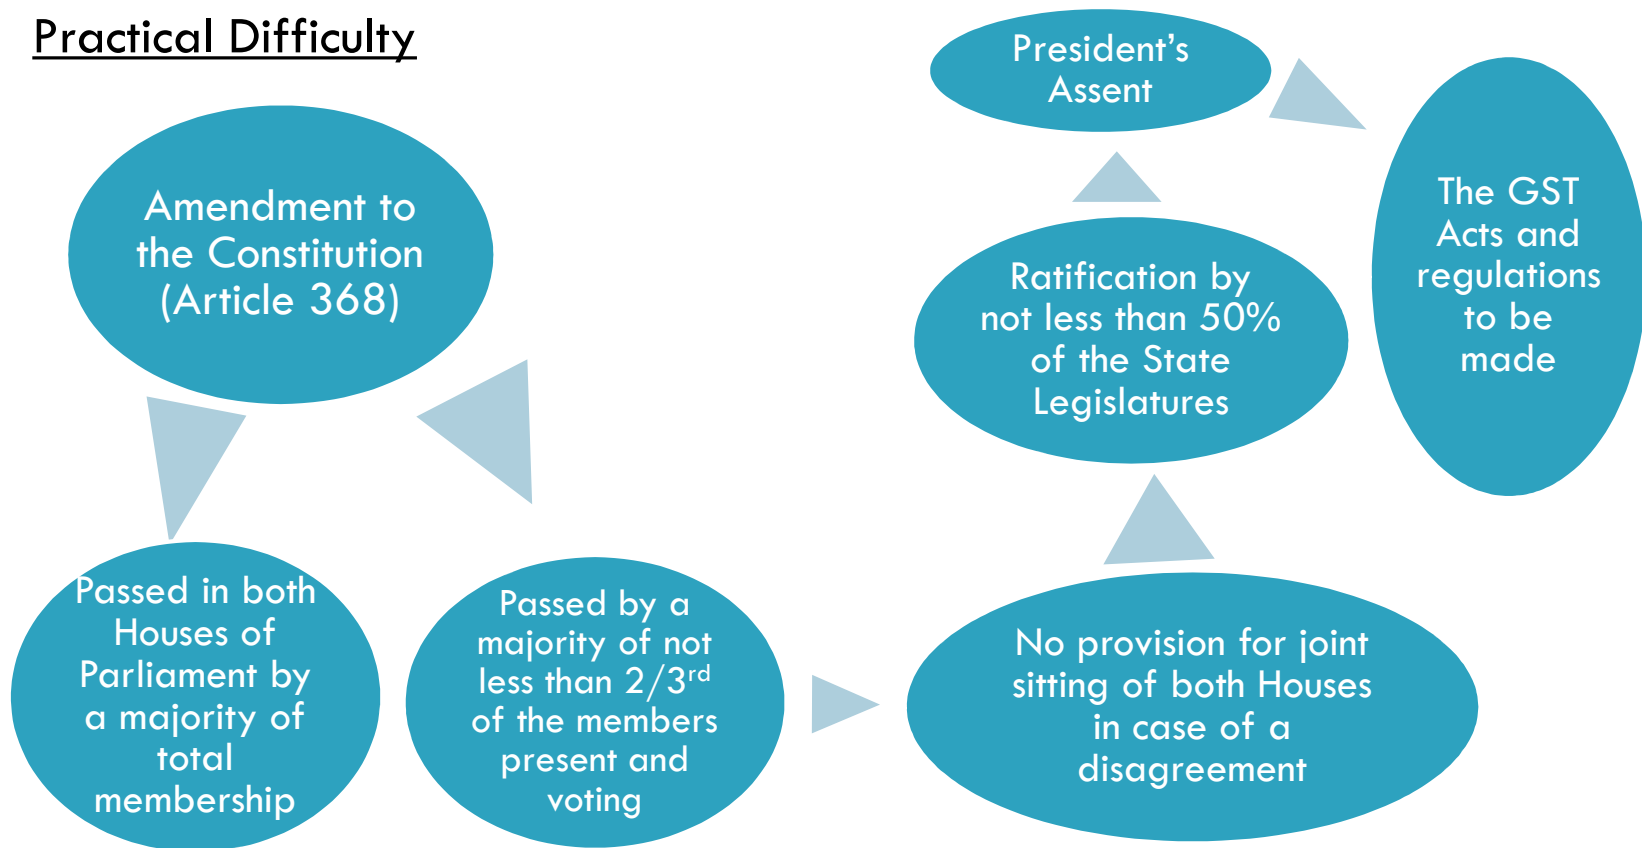 Practical Difficulty
Amendment to
the Constitution
(Article 368)
Passed in both
Houses of
Parliament by
a majority of
total
membership
Passed by a
majority of not
less than 2/3rd
of the members
present and
voting
No provision for joint
sitting of both Houses
in case of a
disagreement
Ratification by
not less than 50%
of the State
Legislatures
President’s
Assent
The GST
Acts and
regulations
to be
made